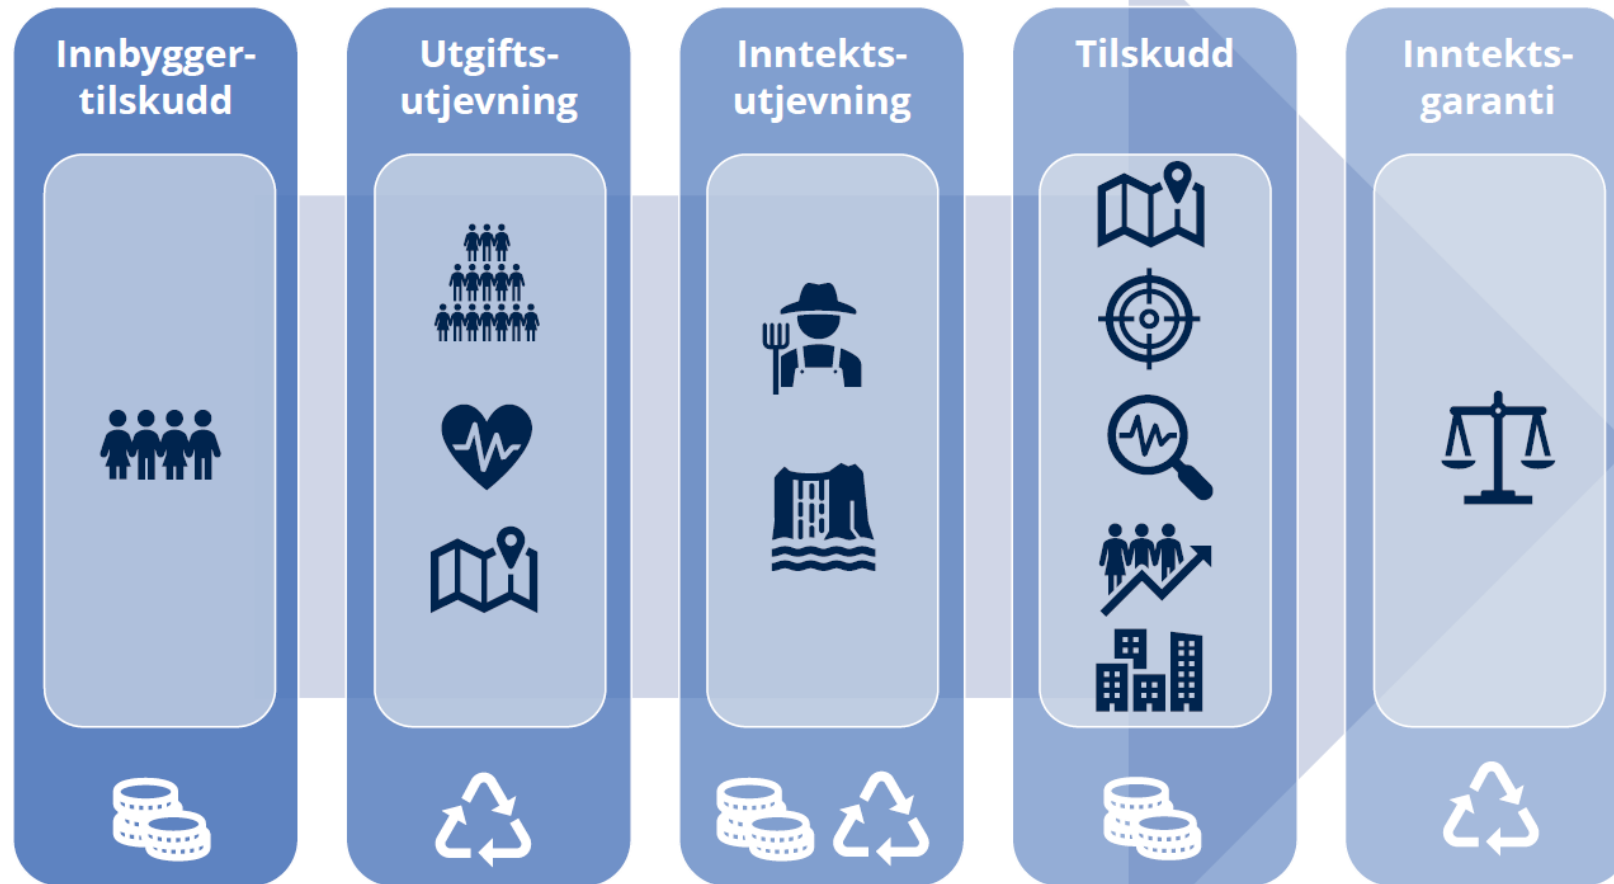 Innbygger-
tilskudd
Utgifts-
utjevning
Inntekts-
utjevning
Tilskudd
Inntekts-
garanti